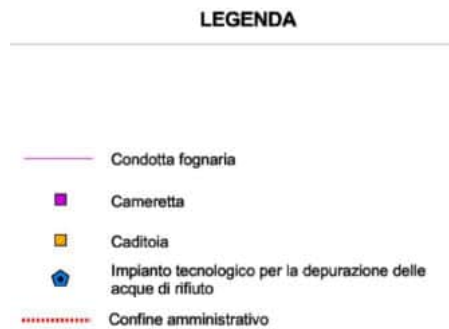 LEGENDA
Condotta fognaria
Cameretta
Caditoia
Impianto tecnologico per la depurazione delle
acque di rifiuto
Confine amministrativo